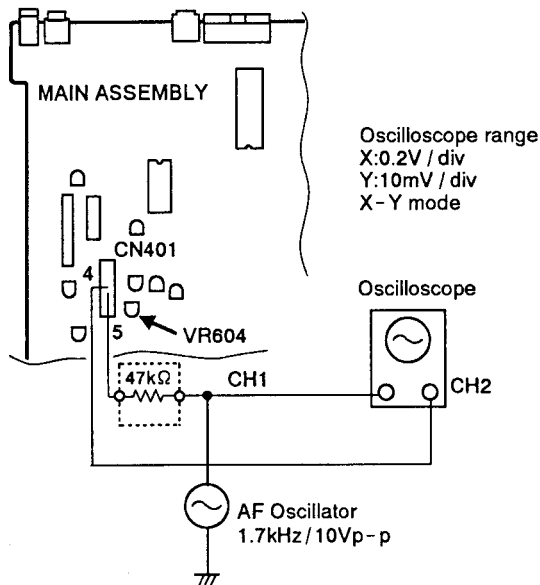 MAIN ASSEMBLY
Oscilloscope range
X:0.2V / div
Y:10mV / div
X-Y mode
CN401
4
5
VR604
Oscilloscope
47kΩ
CH1
CH2
AF Oscillator
1.7kHz/10Vp-p